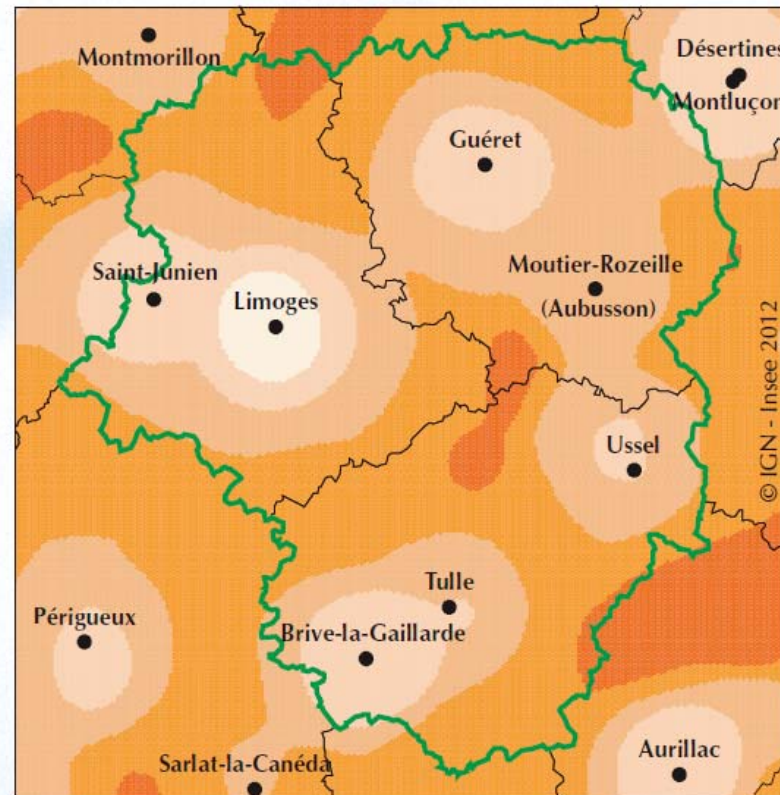 Montmorillon
Désertines
Montluçon
Guéret
Saint-Junien
Limoges
Moutier-Rozeille
(Aubusson)
Ussel
Tulle
Périgueux
Brive-la-Gaillarde
Sarlat-la-Canéda
Aurillac
© IGN - Insee 2012